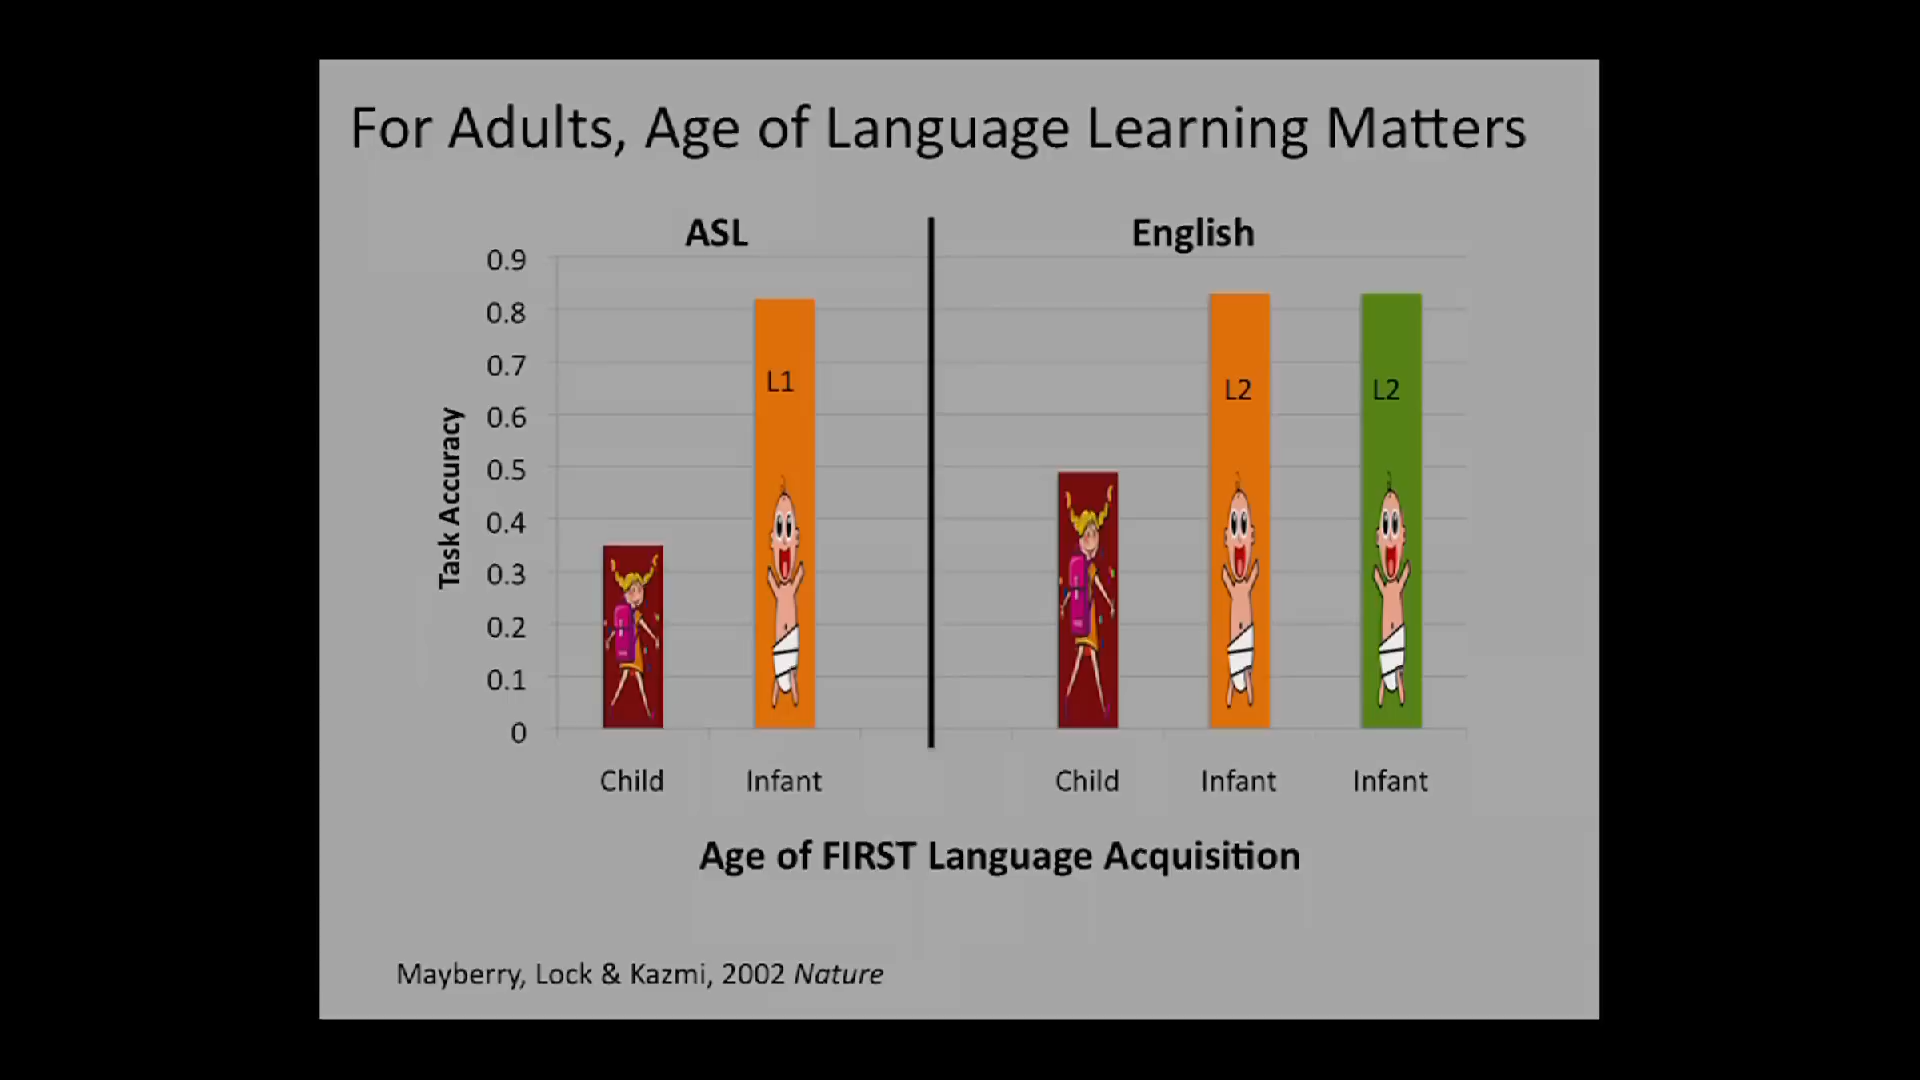 For Adults, Age of Language Learning Matters
ASL
English
0.9
0.8
0.7
0.6
0.5
0.4
0.3
0.2
0.1
0
Task Accuracy
L1
L2
L2
Child
Infant
Child
Infant
Infant
Age of FIRST Language Acquisition
Mayberry, Lock & Kazmi, 2002 Nature